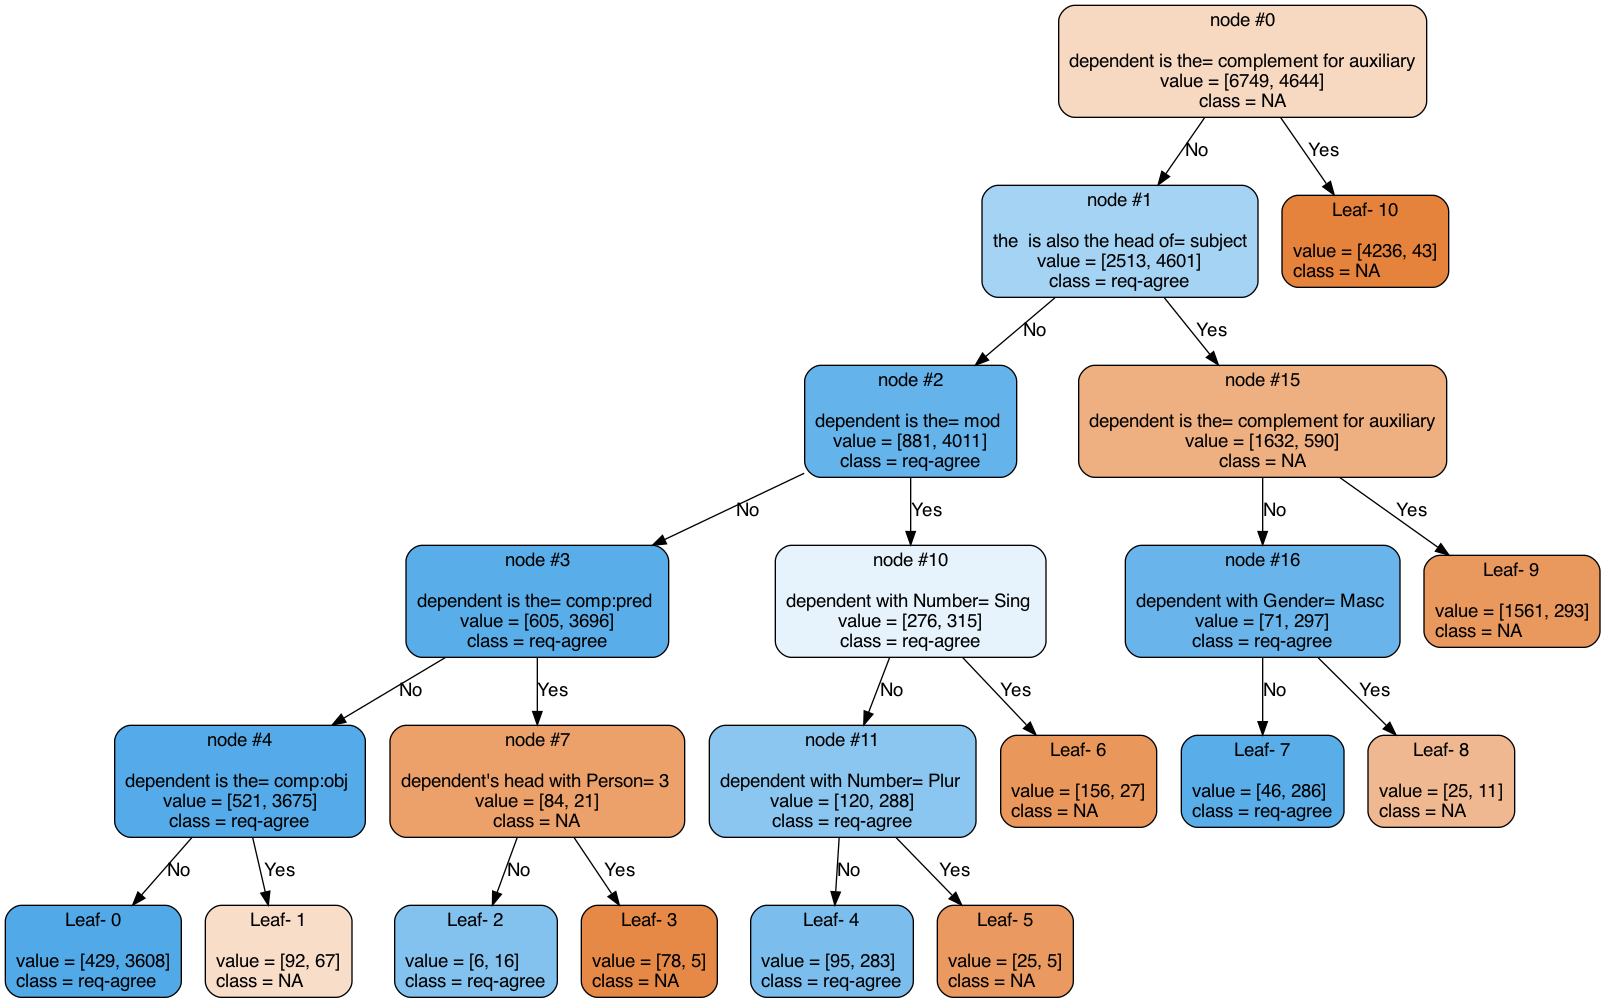 node #0
dependent is the= complement for auxiliary
value = [6749, 4644]
class = NA
No
Yes
node #1
the  is also the head of= subject
value = [2513, 4601]
class = req-agree
Leaf- 10
value = [4236, 43]
class = NA
No
Yes
node #2
dependent is the= mod
value = [881, 4011]
class = req-agree
node #15
dependent is the= complement for auxiliary
value = [1632, 590]
class = NA
No
Yes
No
Yes
node #3
dependent is the= comp:pred
value = [605, 3696]
class = req-agree
node #10
dependent with Number= Sing
value = [276, 315]
class = req-agree
node #16
dependent with Gender= Masc
value = [71, 297]
class = req-agree
Leaf- 9
value = [1561, 293]
class = NA
No
Yes
No
Yes
No
Yes
node #4
dependent is the= comp:obj
value = [521, 3675]
class = req-agree
node #7
dependent's head with Person= 3
value = [84, 21]
class = NA
node #11
dependent with Number= Plur
value = [120, 288]
class = req-agree
Leaf- 6
value = [156, 27]
class = NA
Leaf- 7
value = [46, 286]
class = req-agree
Leaf- 8
value = [25, 11]
class = NA
No
Yes
No
Yes
No
Yes
Leaf- 0
value = [429, 3608]
class = req-agree
Leaf- 1
value = [92, 67]
class = NA
Leaf- 2
value = [6, 16]
class = req-agree
Leaf- 3
value = [78, 5]
class = NA
Leaf- 4
value = [95, 283]
class = req-agree
Leaf- 5
value = [25, 5]
class = NA